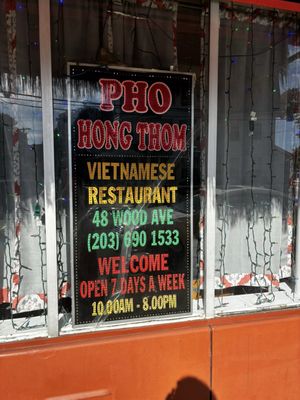 PHO
HONG THOM
VIETNAMESE
RESTAURANT
48 WOOD AVE
(203) 690 1533
WELCOME
OPEN 7 DAYS A WEEK
10.00AM - 8.00PM